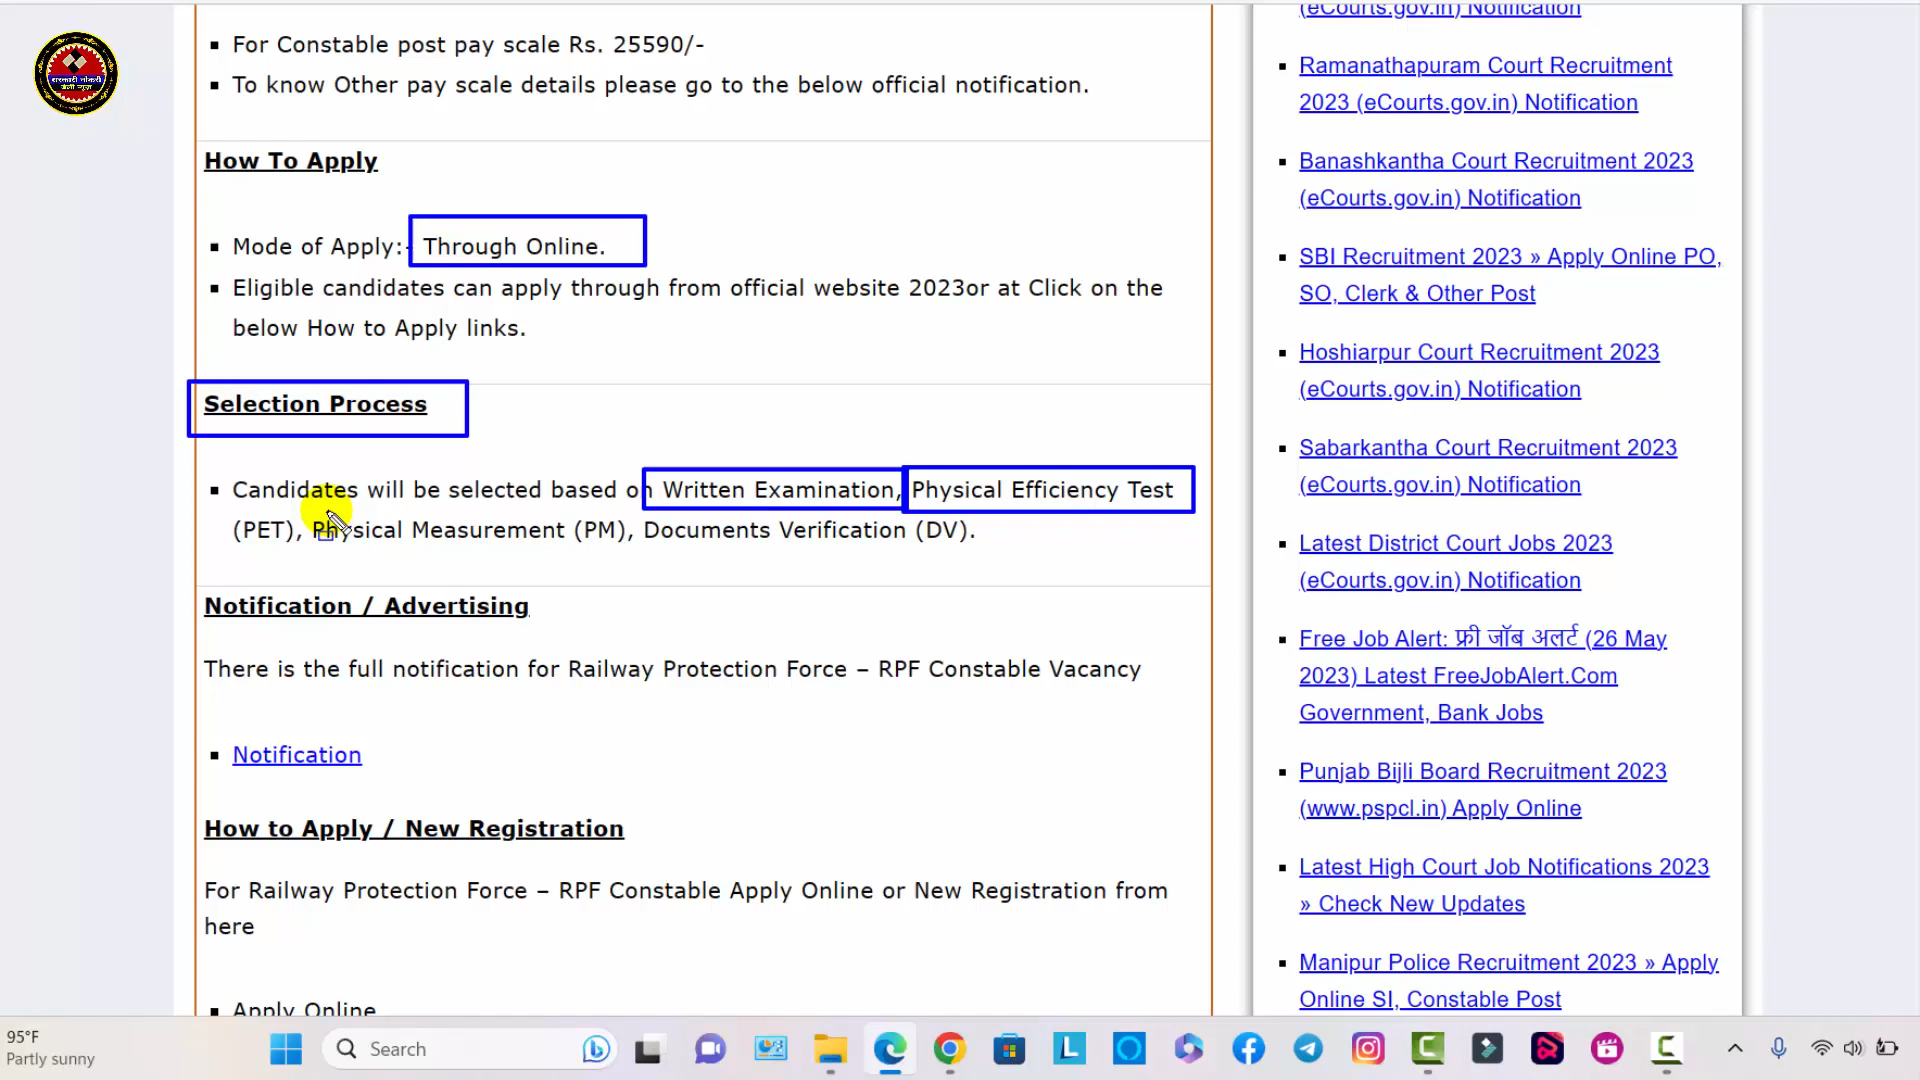 For Constable post pay scale Rs. 25590/-
To know Other pay scale details please go to the below official notification.
How To Apply
Mode of Apply:- Through Online.
Eligible candidates can apply through from official website 2023or at Click on the
below How to Apply links.
Selection Process
Candidates will be selected based on Written Examination, Physical Efficiency Test
(PET), Physical Measurement (PM), Documents Verification (DV).
Notification / Advertising
There is the full notification for Railway Protection Force – RPF Constable Vacancy
Notification
How to Apply / New Registration
For Railway Protection Force – RPF Constable Apply Online or New Registration from
here
Apply Online
(eCourts.gov.in) Notification
Ramanathapuram Court Recruitment
2023 (eCourts.gov.in) Notification
Banashkantha Court Recruitment 2023
(eCourts.gov.in) Notification
SBI Recruitment 2023 » Apply Online PO,
SO, Clerk & Other Post
Hoshiarpur Court Recruitment 2023
(eCourts.gov.in) Notification
Sabarkantha Court Recruitment 2023
(eCourts.gov.in) Notification
Latest District Court Jobs 2023
(eCourts.gov.in) Notification
Free Job Alert: फ्री जॉब अलर्ट (26 May
2023) Latest FreeJobAlert.Com
Government, Bank Jobs
Punjab Bijli Board Recruitment 2023
(www.pspcl.in) Apply Online
Latest High Court Job Notifications 2023
» Check New Updates
Manipur Police Recruitment 2023 » Apply
Online SI, Constable Post
सरकारी नोकरी
95°F
Partly sunny
Search